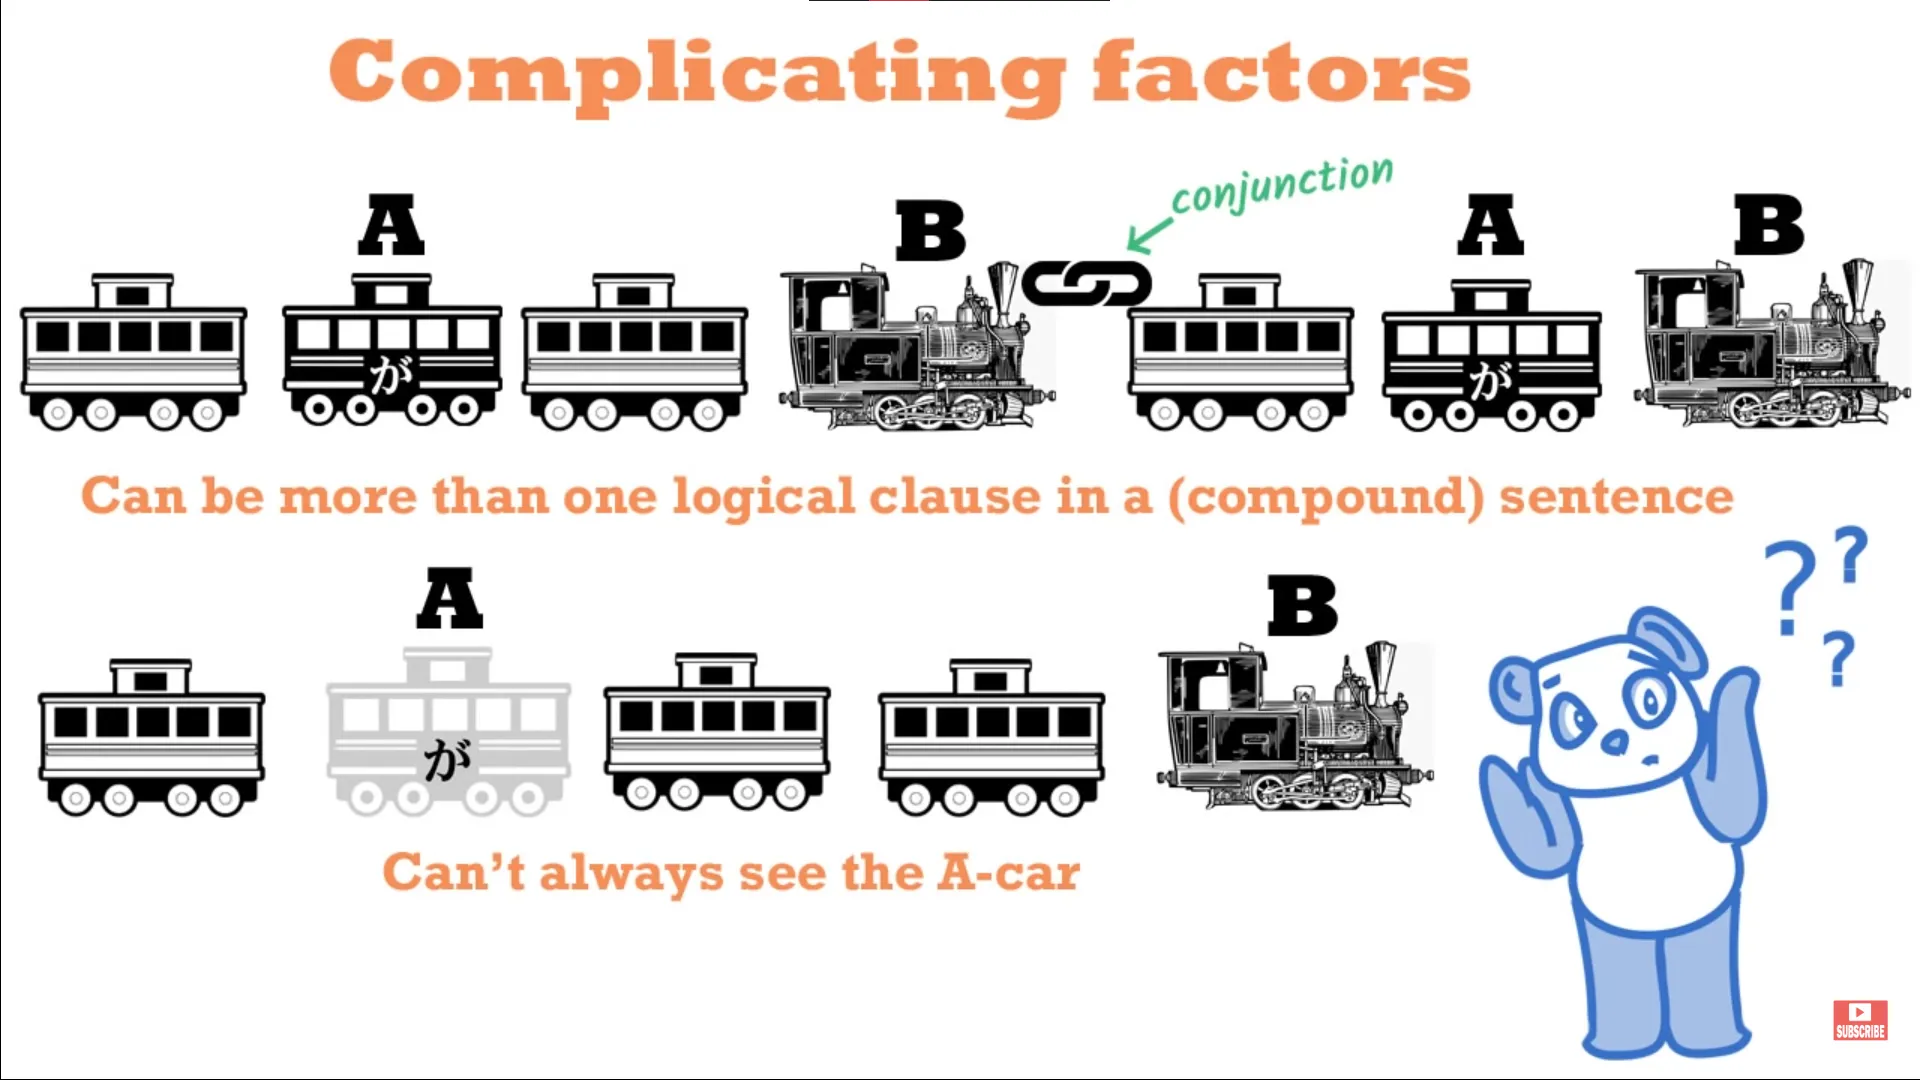 Complicating factors
conjunction
A B A B
が が
Can be more than one logical clause in a (compound) sentence
? ? ?
A B
が
Can't always see the A-car
SUBSCRIBE